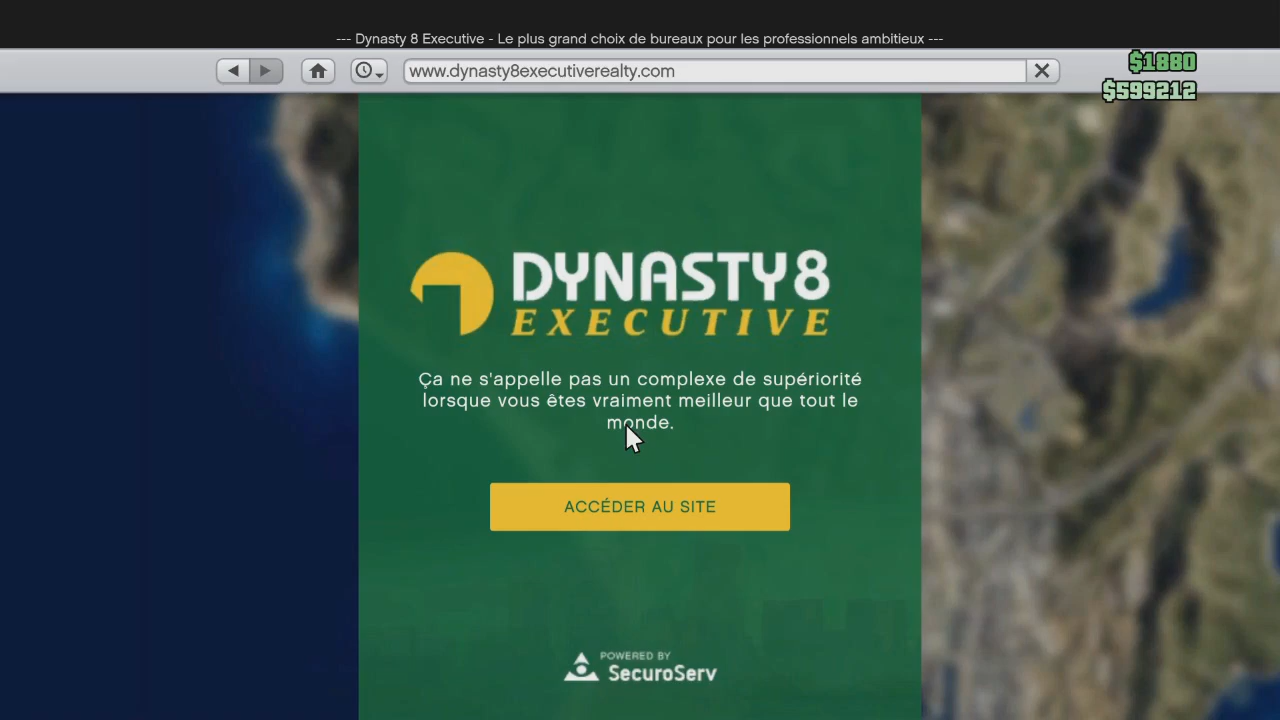 --- Dynasty 8 Executive - Le plus grand choix de bureaux pour les professionnels ambitieux ---
www.dynasty8executiverealty.com
$1880
$599212
DYNASTY 8
EXECUTIVE
Ça ne s'appelle pas un complexe de supériorité
lorsque vous êtes vraiment meilleur que tout le
monde.
ACCÉDER AU SITE
POWERED BY
SecuroServ